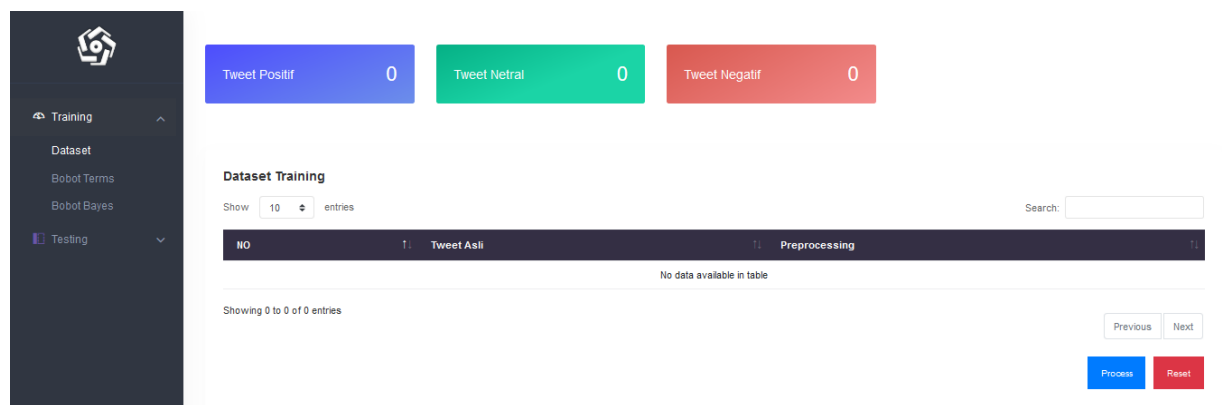 Training
Dataset
Bobot Terms
Bobot Bayes
Testing
Tweet Positif 0
Tweet Netral 0
Tweet Negatif 0
Dataset Training
Show 10 entries
Search:
NO Tweet Asli Preprocessing
No data available in table
Showing 0 to 0 of 0 entries
Previous Next
Process Reset